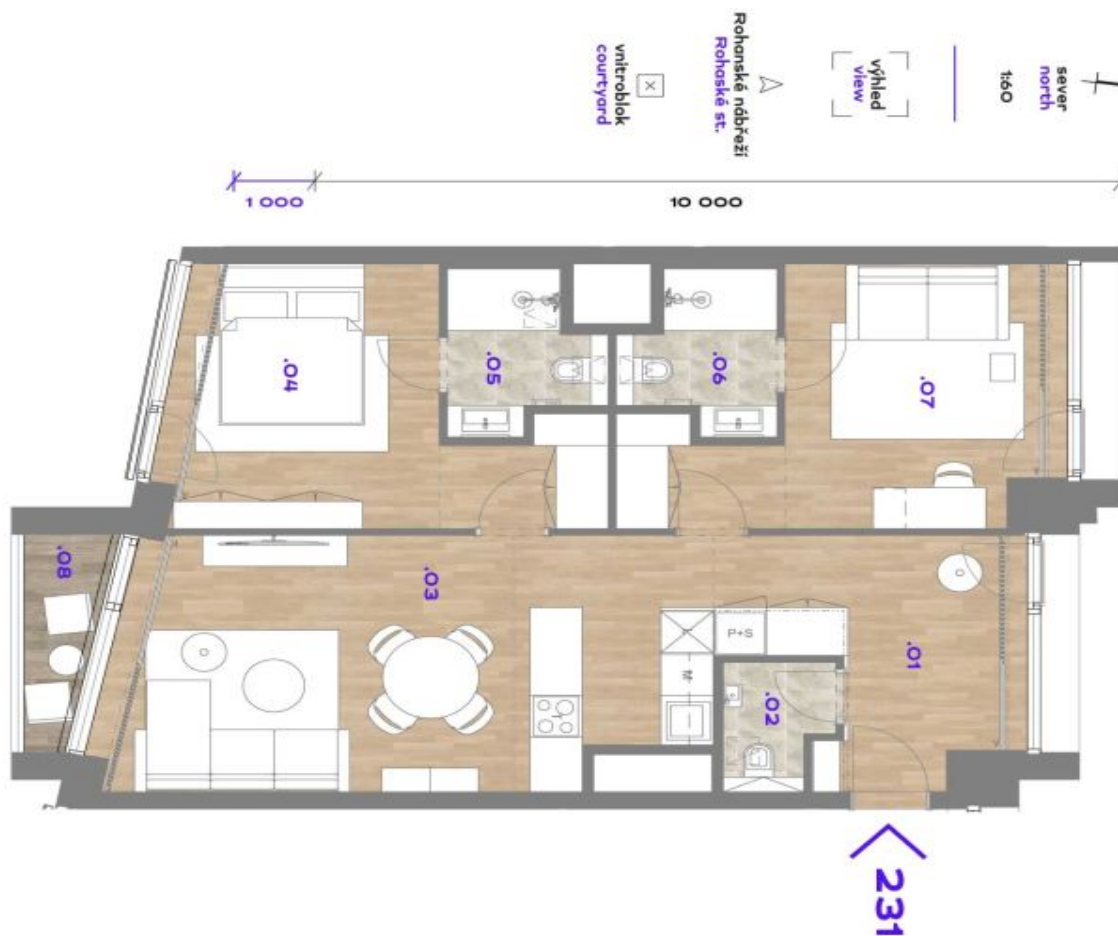 sever
north
1:60
výhled
view
Rohanské nábřeží
Rohaské st.
x
vnitroblok
courtyard
1 000
10 000
.04
.05
.06
.07
.08
.03
P+S
M
.02
.01
231